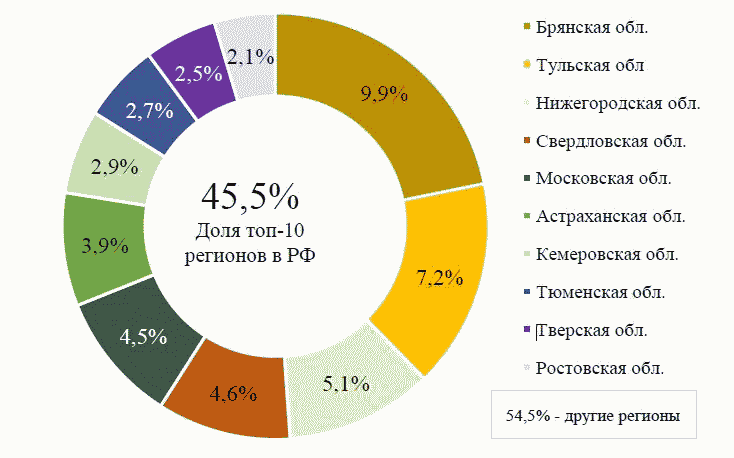 9,9%
7,2%
5,1%
4,6%
4,5%
3,9%
2,9%
2,7%
2,5%
2,1%
45,5%
Доля топ-10
регионов в РФ
Брянская обл.
Тульская обл
Нижегородская обл.
Свердловская обл.
Московская обл.
Астраханская обл.
Кемеровская обл.
Тюменская обл.
Тверская обл.
Ростовская обл.
54,5% - другие регионы